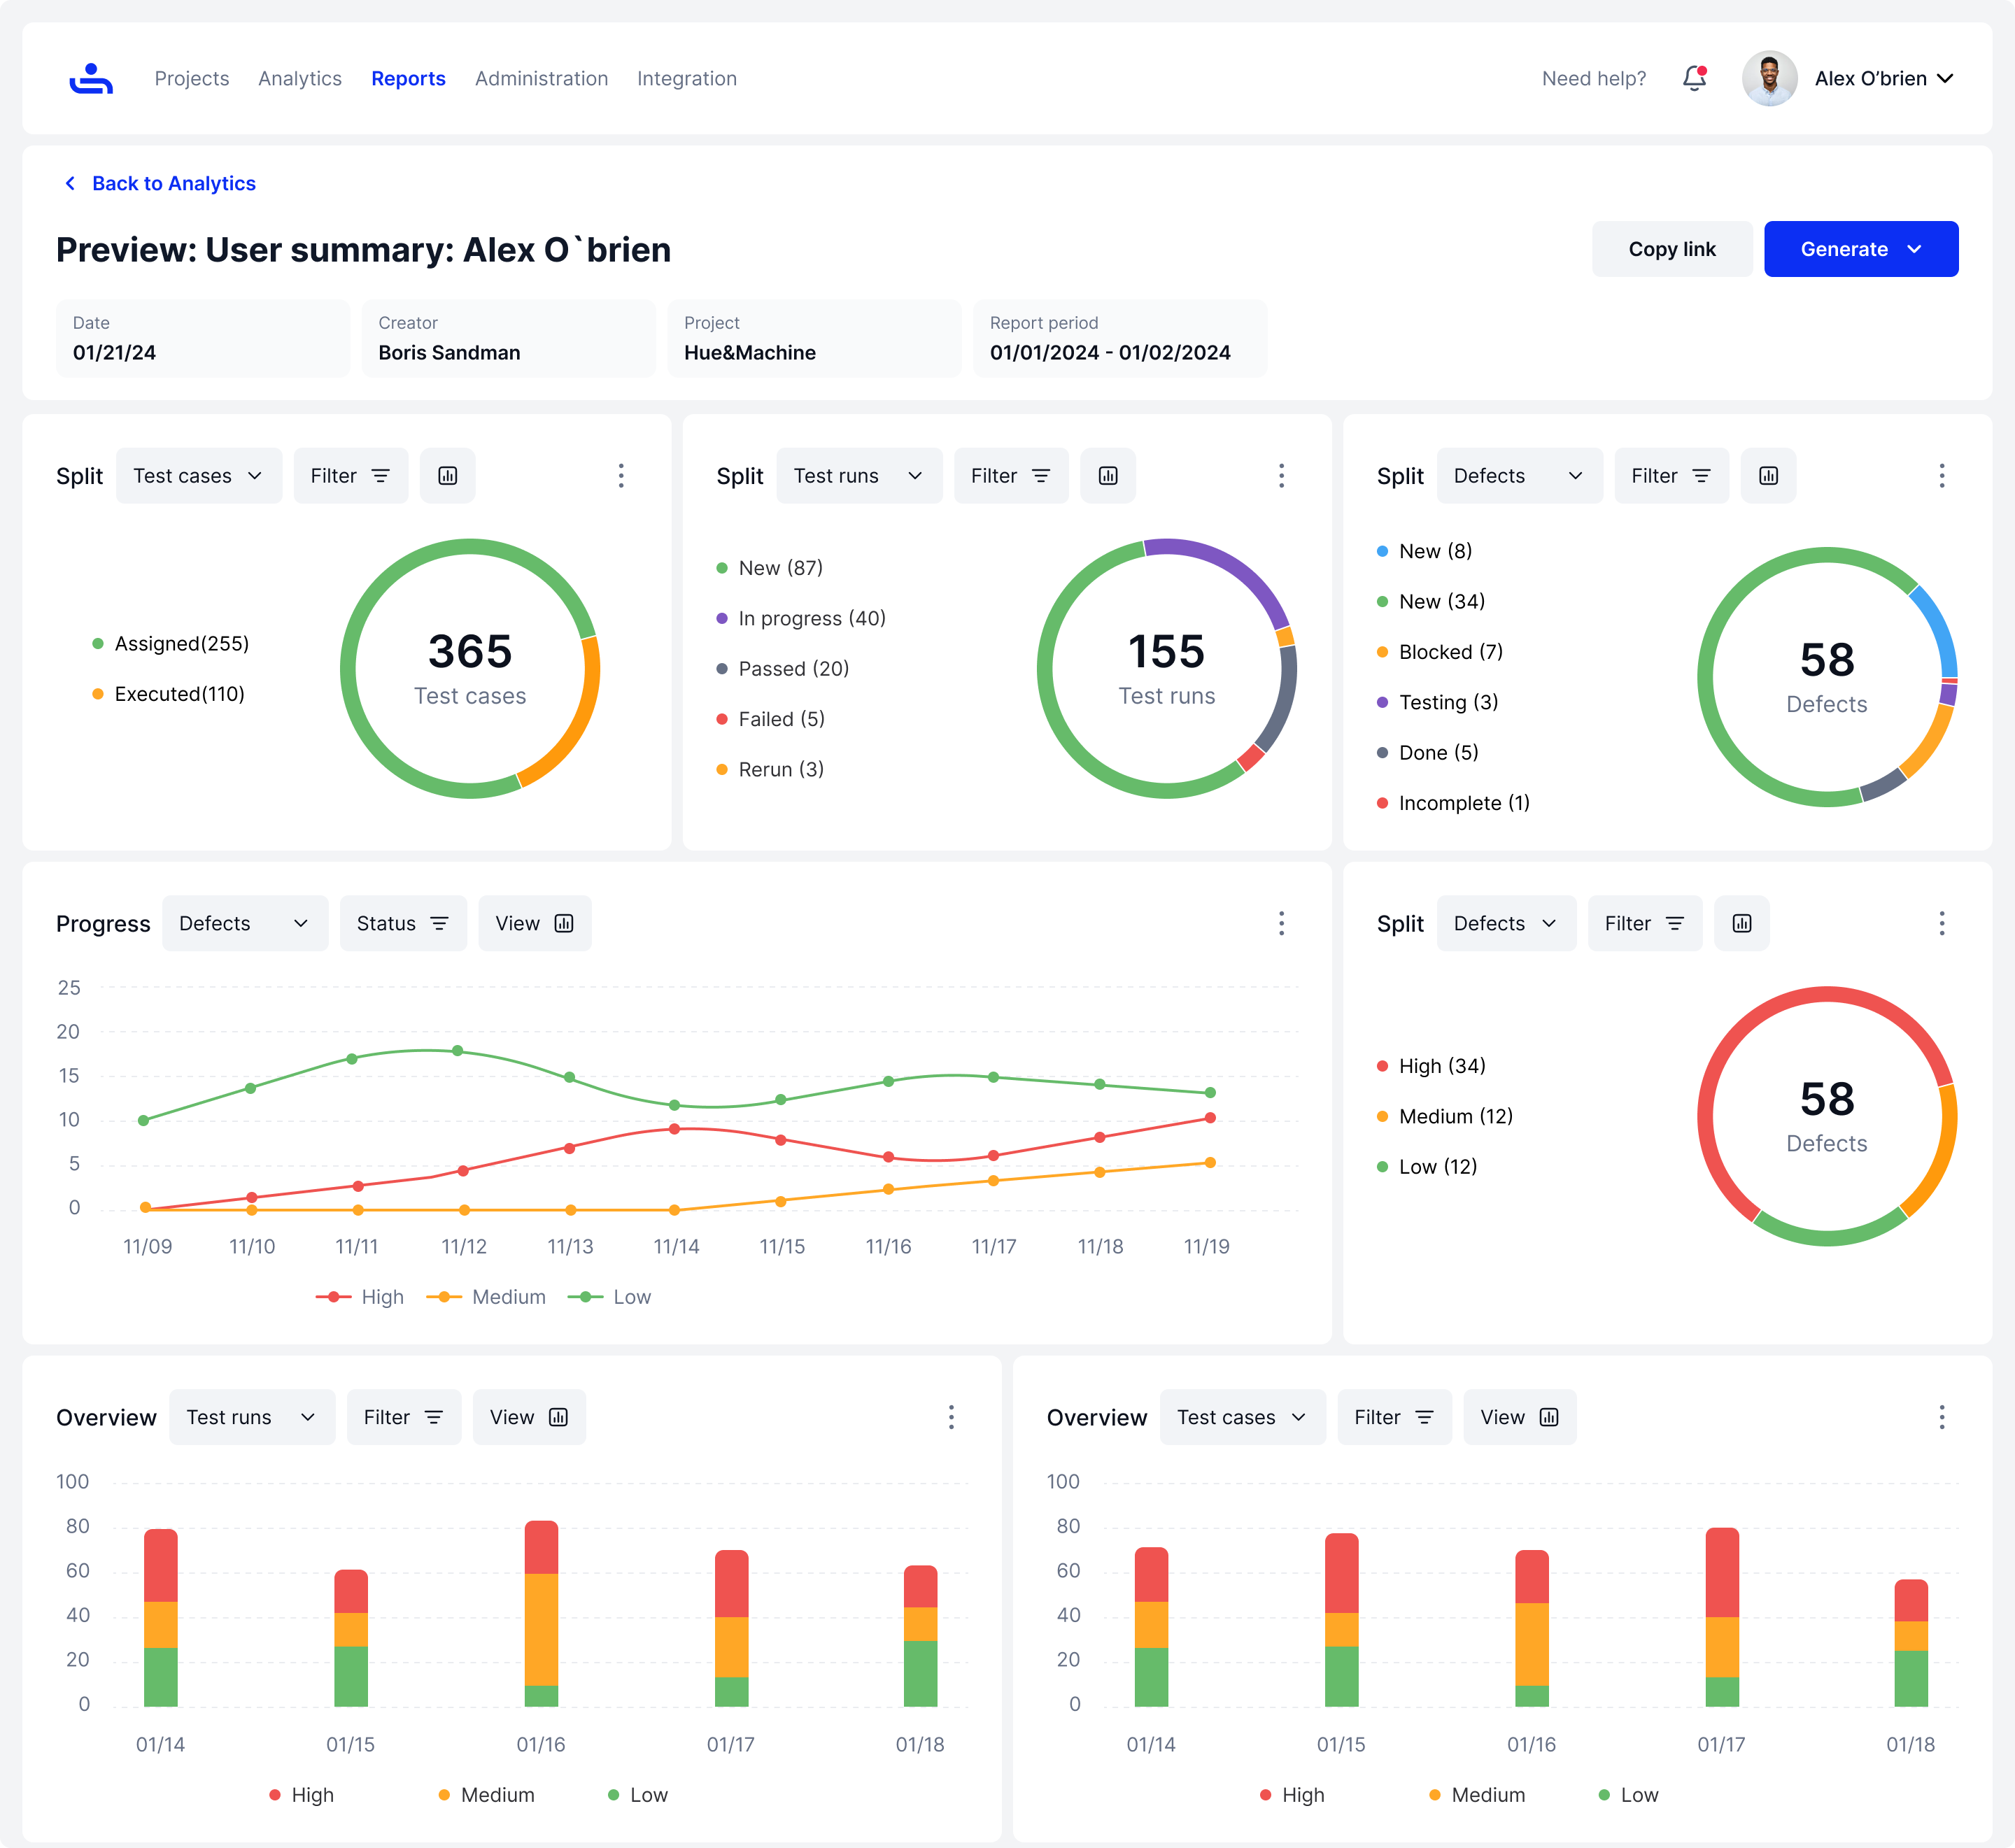 Projects Analytics Reports Administration Integration Need help? Alex O’brien
Back to Analytics
Preview: User summary: Alex O`brien
Copy link Generate
Date Creator Project Report period
01/21/24 Boris Sandman Hue&Machine 01/01/2024 - 01/02/2024
Split Test cases Filter
Assigned(255)
Executed(110)
365
Test cases
Split Test runs Filter
New (87)
In progress (40)
Passed (20)
Failed (5)
Rerun (3)
155
Test runs
Split Defects Filter
New (8)
New (34)
Blocked (7)
Testing (3)
Done (5)
Incomplete (1)
58
Defects
Progress Defects Status View
25
20
15
10
5
0
11/09 11/10 11/11 11/12 11/13 11/14 11/15 11/16 11/17 11/18 11/19
High Medium Low
Split Defects Filter
High (34)
Medium (12)
Low (12)
58
Defects
Overview Test runs Filter View
100
80
60
40
20
0
01/14 01/15 01/16 01/17 01/18
High Medium Low
Overview Test cases Filter View
100
80
60
40
20
0
01/14 01/15 01/16 01/17 01/18
High Medium Low